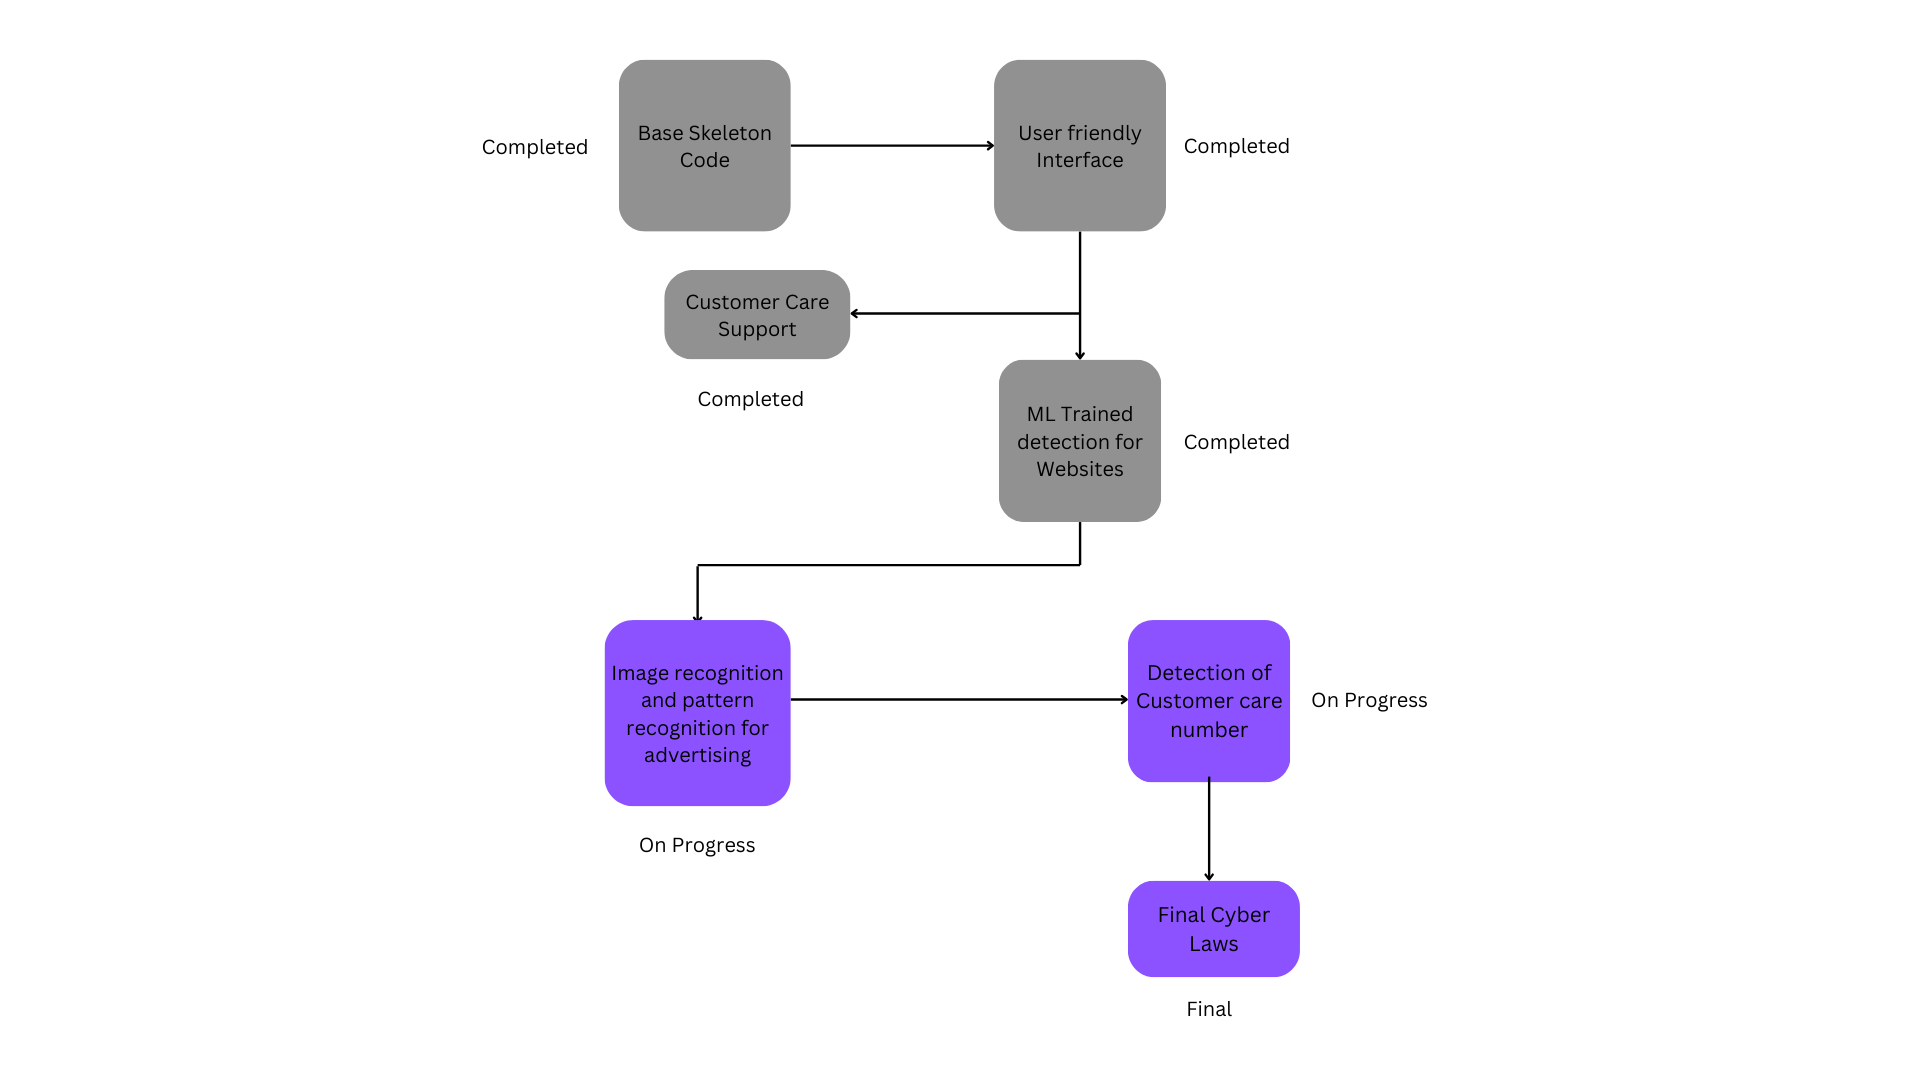 Completed
Base Skeleton
Code
User friendly
Interface
Completed
Customer Care
Support
Completed
ML Trained
detection for
Websites
Completed
Image recognition
and pattern
recognition for
advertising
On Progress
Detection of
Customer care
number
On Progress
Final Cyber
Laws
Final